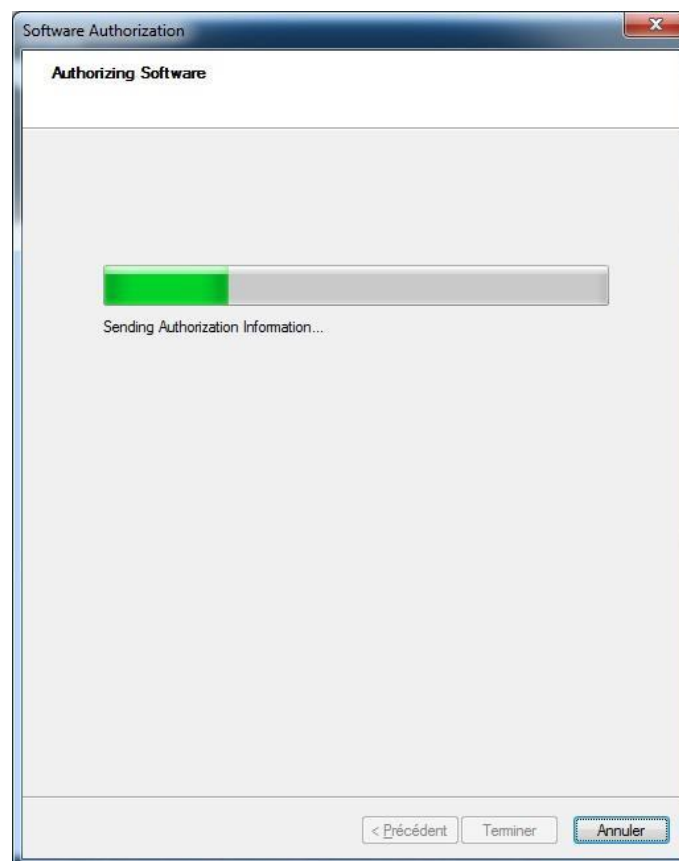 Software Authorization
Authorizing Software
Sending Authorization Information...
< Précédent Terminer Annuler